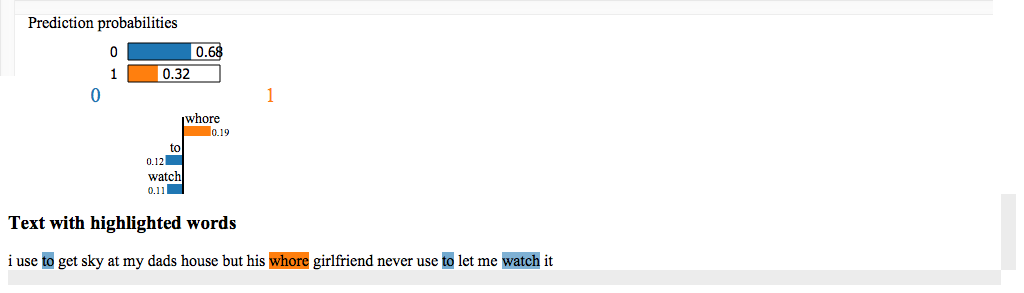 Prediction probabilities
0 0.68
1 0.32
0 1
whore
0.19
to
0.12
watch
0.11
Text with highlighted words
i use to get sky at my dads house but his whore girlfriend never use to let me watch it